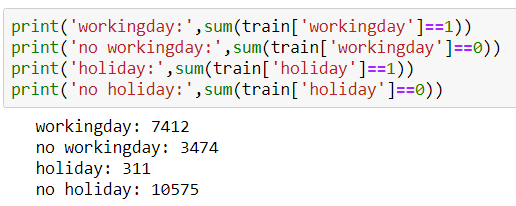 print('workingday:',sum(train['workingday']==1))
print('no workingday:',sum(train['workingday']==0))
print('holiday:',sum(train['holiday']==1))
print('no holiday:',sum(train['holiday']==0))
workingday: 7412
no workingday: 3474
holiday: 311
no holiday: 10575